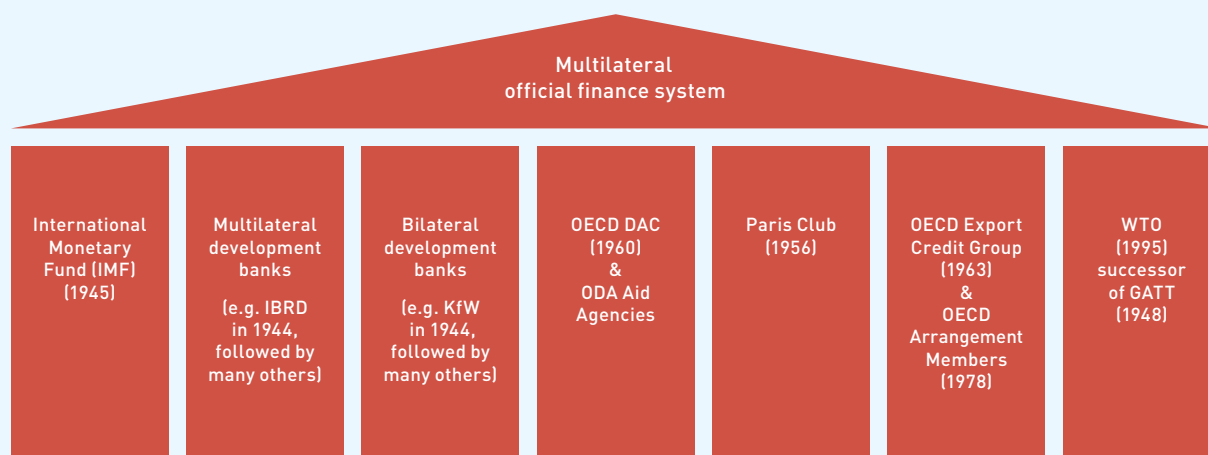 Multilateral
official finance system
International
Monetary
Fund (IMF)
(1945)
Multilateral
development
banks
(e.g. IBRD
in 1944,
followed by
many others)
Bilateral
development
banks
(e.g. KfW
in 1944,
followed by
many others)
OECD DAC
(1960)
&
ODA Aid
Agencies
Paris Club
(1956)
OECD Export
Credit Group
(1963)
&
OECD
Arrangement
Members
(1978)
WTO
(1995)
successor
of GATT
(1948)